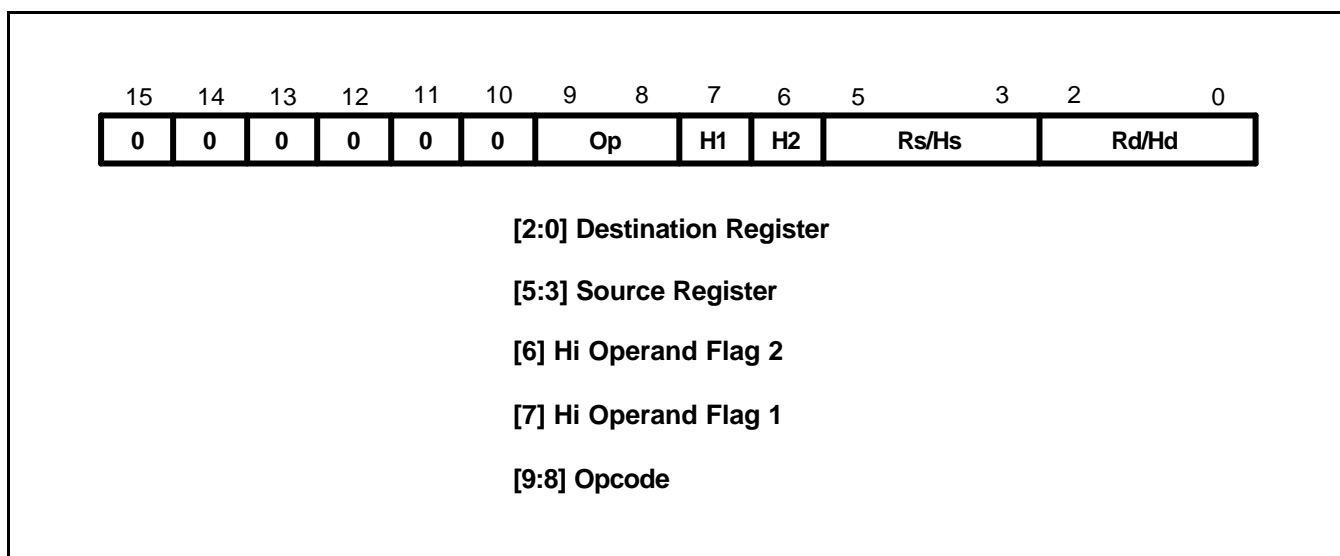 15 14 13 12 11 10 9 8 7 6 5 3 2 0
0 0 0 0 0 0 Op H1 H2 Rs/Hs Rd/Hd
[2:0] Destination Register
[5:3] Source Register
[6] Hi Operand Flag 2
[7] Hi Operand Flag 1
[9:8] Opcode